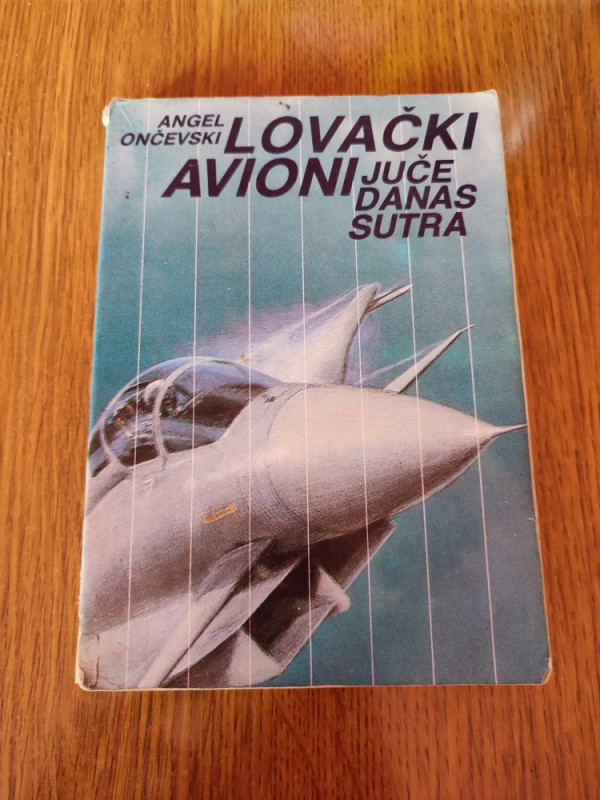 ANGEL
ONČEVSKI
LOVAČKI
AVIONI
JUČE
DANAS
SUTRA